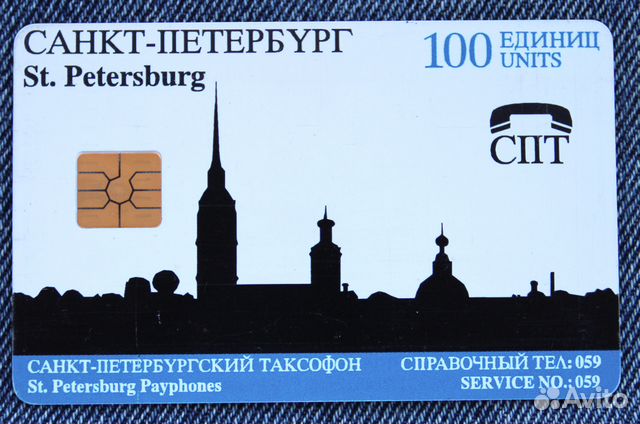 САНКТ-ПЕТЕРБУРГ
St. Petersburg
100 ЕДИНИЦ
UNITS
СПТ
САНКТ-ПЕТЕРБУРГСКИЙ ТАКСОФОН
St. Petersburg Payphones
СПРАВОЧНЫЙ ТЕЛ: 059
SERVICE NO.: 059
Avito